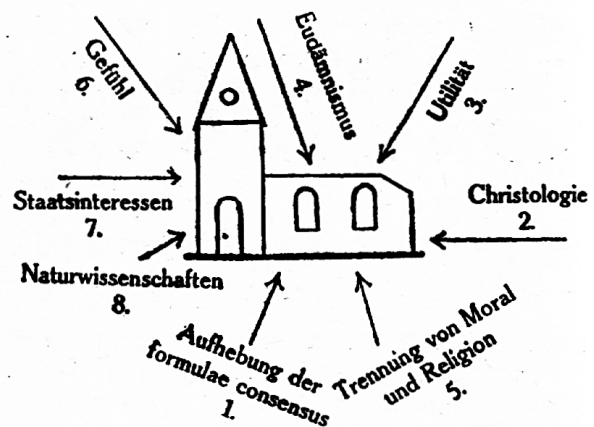 Gefühl
6.
Eudämnismus
4.
Utilität
3.
Staatsinteressen
7.
Christologie
2.
Naturwissenschaften
8.
Aufhebung der
formulae consensus
1.
Trennung von Moral
und Religion
5.